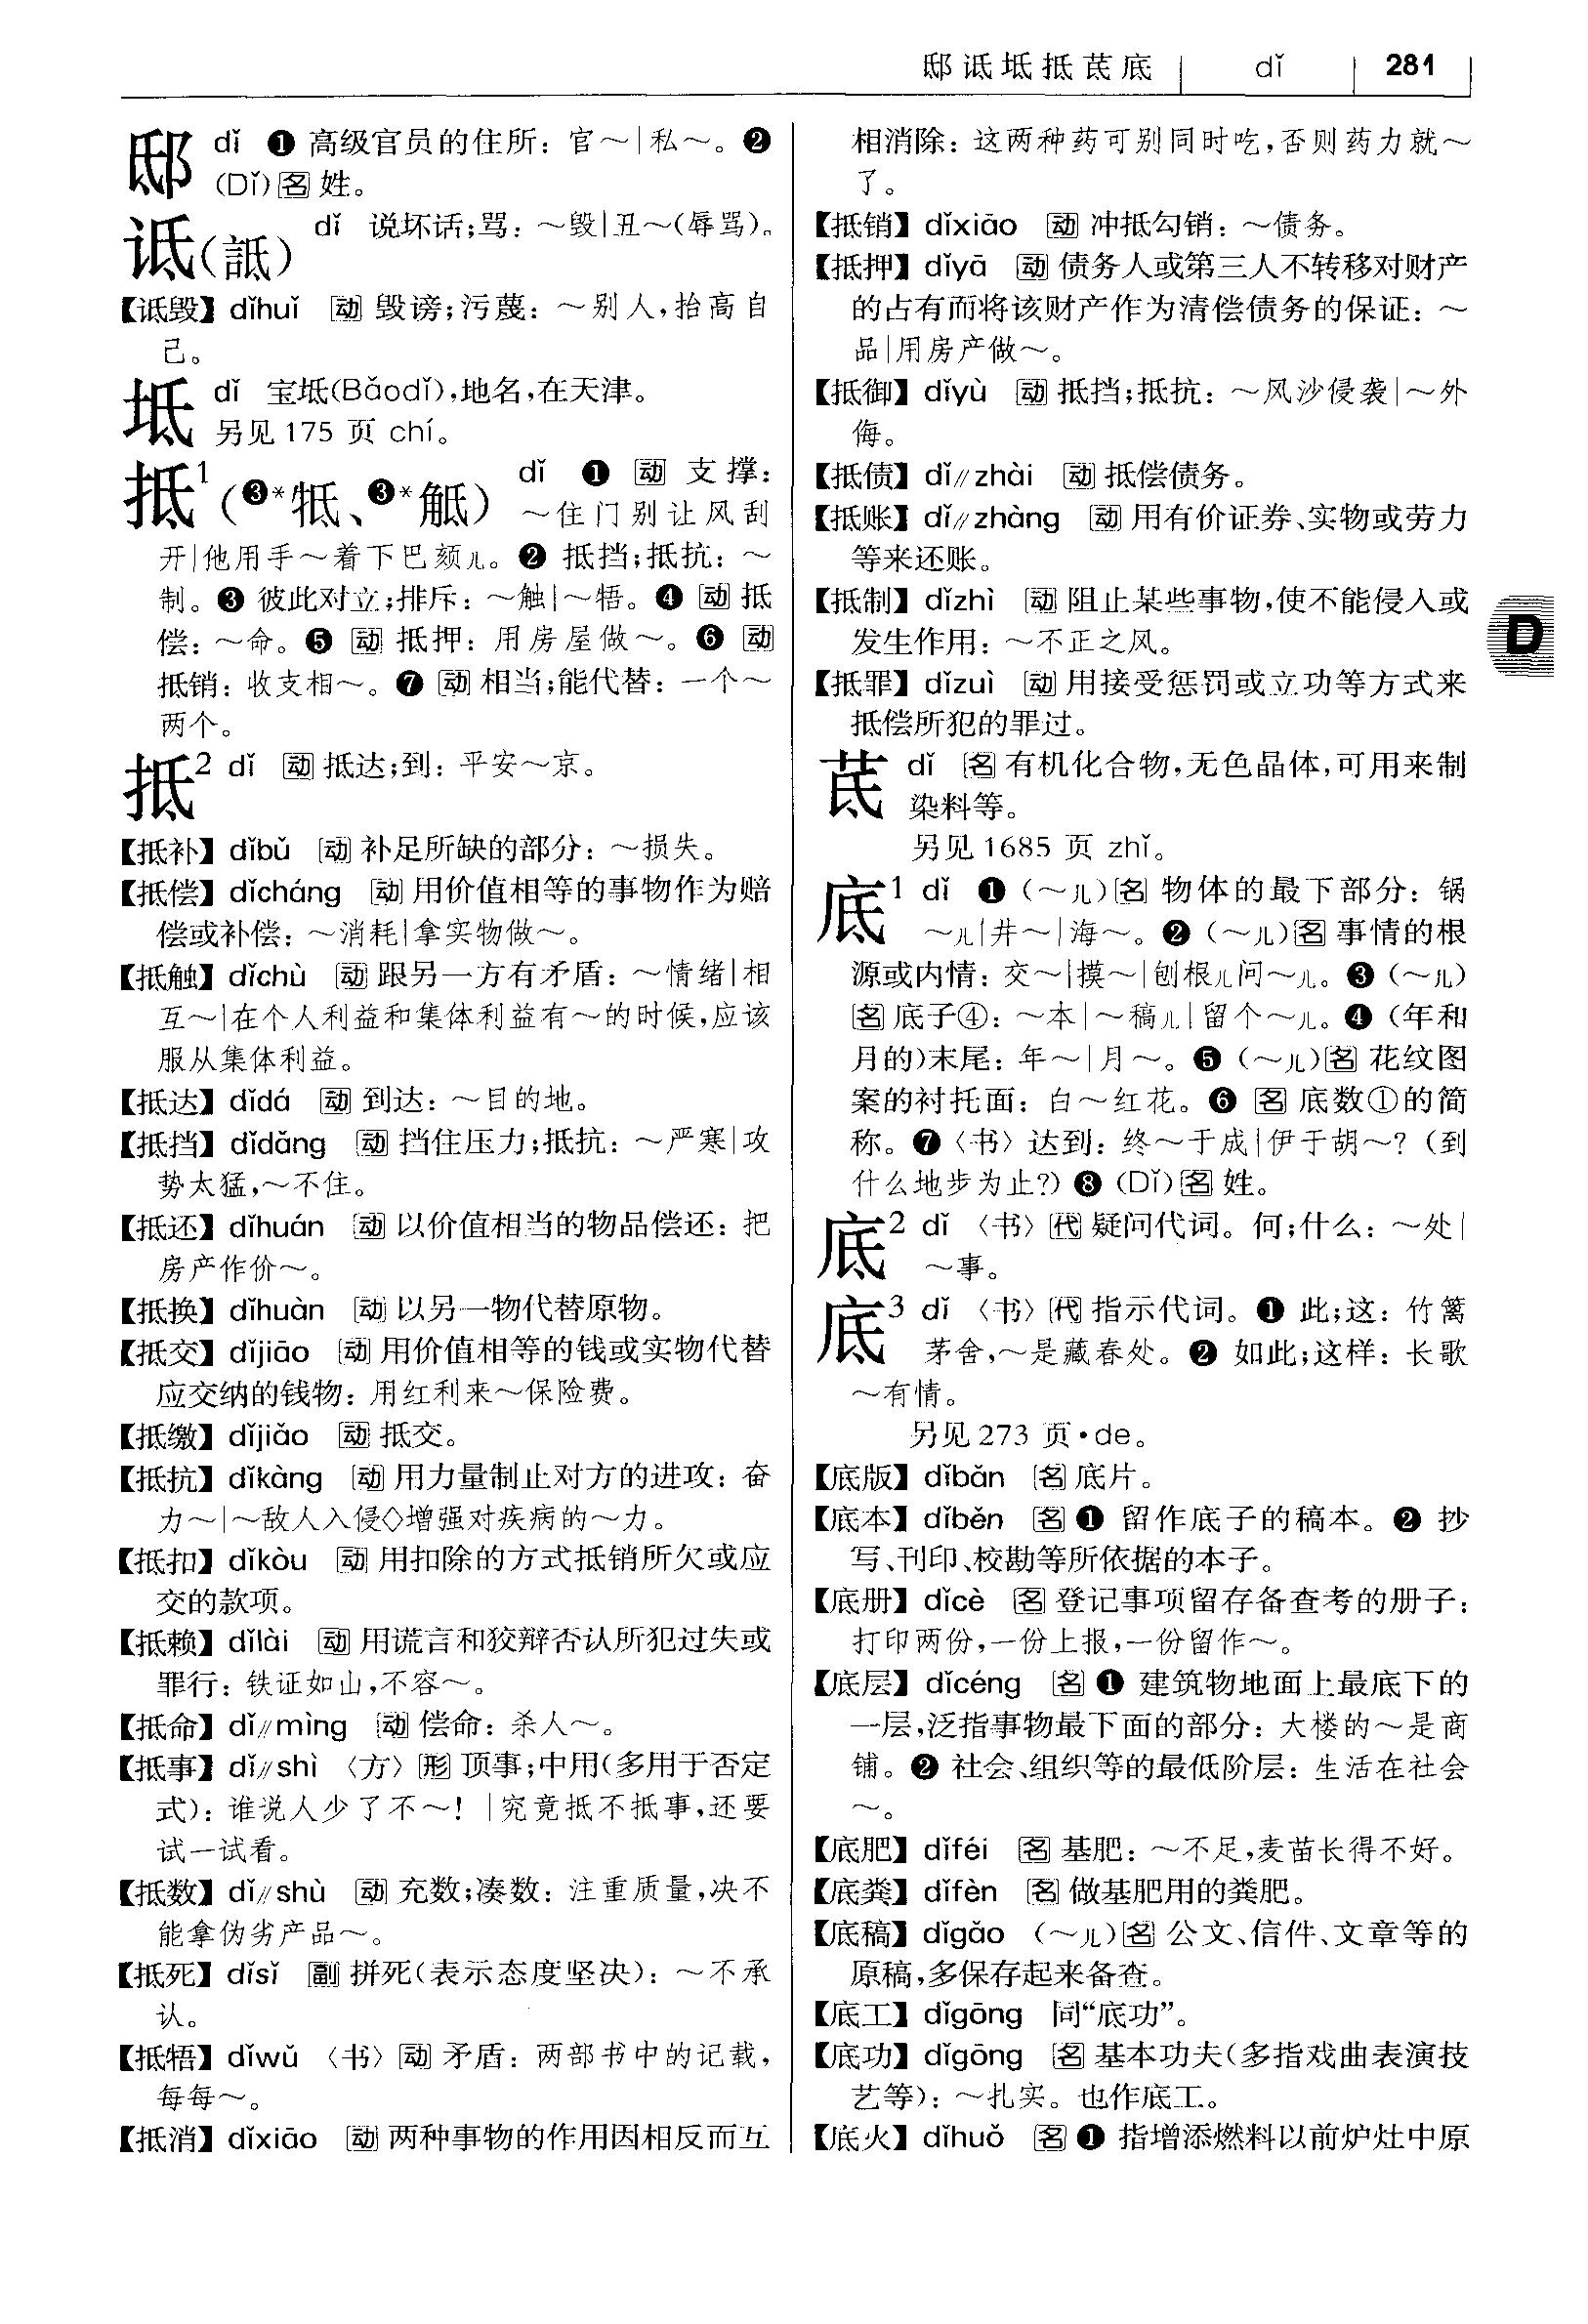 邸诋坻抵茋底 dǐ 281
邸 dǐ ❶ 高级官员的住所：官～|私～。❷
(Dǐ)[名]姓。
诋(詆) dǐ 说坏话;骂：～毁|丑～(辱骂)。
【诋毁】dǐhuǐ [动]毁谤;污蔑：～别人,抬高自
己。
坻 dǐ 宝坻(Bǎodǐ),地名,在天津。
另见175页 chí。
抵¹(❸*牴、❸*觝) dǐ ❶ [动] 支撑：
～住门别让风刮
开|他用手～着下巴颏儿。❷ 抵挡;抵抗：～
制。❸ 彼此对立;排斥：～触|～牾。❹ [动]抵
偿：～命。❺ [动] 抵押：用房屋做～。❻ [动]
抵销：收支相～。❼ [动]相当;能代替：一个～
两个。
抵² dǐ [动]抵达;到：平安～京。
【抵补】dǐbǔ [动]补足所缺的部分：～损失。
【抵偿】dǐcháng [动]用价值相等的事物作为赔
偿或补偿：～消耗|拿实物做～。
【抵触】dǐchù [动]跟另一方有矛盾：～情绪|相
互～|在个人利益和集体利益有～的时候,应该
服从集体利益。
【抵达】dǐdá [动]到达：～目的地。
【抵挡】dǐdǎng [动]挡住压力;抵抗：～严寒|攻
势太猛,～不住。
【抵还】dǐhuán [动]以价值相当的物品偿还：把
房产作价～。
【抵换】dǐhuàn [动]以另一物代替原物。
【抵交】dǐjiāo [动]用价值相等的钱或实物代替
应交纳的钱物：用红利来～保险费。
【抵缴】dǐjiǎo [动]抵交。
【抵抗】dǐkàng [动]用力量制止对方的进攻：奋
力～|～敌人入侵◇增强对疾病的～力。
【抵扣】dǐkòu [动]用扣除的方式抵销所欠或应
交的款项。
【抵赖】dǐlài [动]用谎言和狡辩否认所犯过失或
罪行：铁证如山,不容～。
【抵命】dǐ//mìng [动]偿命：杀人～。
【抵事】dǐ//shì 〈方〉[形]顶事;中用(多用于否定
式)：谁说人少了不～！|究竟抵不抵事,还要
试一试看。
【抵数】dǐ//shù [动]充数;凑数：注重质量,决不
能拿伪劣产品～。
【抵死】dǐsǐ [副]拼死(表示态度坚决)：～不承
认。
【抵牾】dǐwǔ 〈书〉[动]矛盾：两部书中的记载,
每每～。
【抵消】dǐxiāo [动]两种事物的作用因相反而互
相消除：这两种药可别同时吃,否则药力就～
了。
【抵销】dǐxiāo [动]冲抵勾销：～债务。
【抵押】dǐyā [动]债务人或第三人不转移对财产
的占有而将该财产作为清偿债务的保证：～
品|用房产做～。
【抵御】dǐyù [动]抵挡;抵抗：～风沙侵袭|～外
侮。
【抵债】dǐ//zhài [动]抵偿债务。
【抵账】dǐ//zhàng [动]用有价证券、实物或劳力
等来还账。
【抵制】dǐzhì [动]阻止某些事物,使不能侵入或
发生作用：～不正之风。
【抵罪】dǐzuì [动]用接受惩罚或立功等方式来
抵偿所犯的罪过。
茋 dǐ [名]有机化合物,无色晶体,可用来制
染料等。
另见1685页 zhǐ。
底¹ dǐ ❶ (～儿)[名]物体的最下部分：锅
～儿|井～|海～。❷ (～儿)[名]事情的根
源或内情：交～|摸～|刨根儿问～儿。❸ (～儿)
[名]底子④：～本|～稿儿|留个～儿。❹ (年和
月的)末尾：年～|月～。❺ (～儿)[名]花纹图
案的衬托面：白～红花。❻ [名] 底数①的简
称。❼〈书〉达到：终～于成|伊于胡～？(到
什么地步为止?) ❽ (Dǐ)[名]姓。
底² dǐ 〈书〉[代]疑问代词。何;什么：～处|
～事。
底³ dǐ 〈书〉[代]指示代词。❶ 此;这：竹篱
茅舍,～是藏春处。❷ 如此;这样：长歌
～有情。
另见273页·de。
【底版】dǐbǎn [名]底片。
【底本】dǐběn [名]❶ 留作底子的稿本。❷ 抄
写、刊印、校勘等所依据的本子。
【底册】dǐcè [名]登记事项留存备查考的册子：
打印两份,一份上报,一份留作～。
【底层】dǐcéng [名]❶ 建筑物地面上最底下的
一层,泛指事物最下面的部分：大楼的～是商
铺。❷ 社会、组织等的最低阶层：生活在社会
～。
【底肥】dǐféi [名]基肥：～不足,麦苗长得不好。
【底粪】dǐfèn [名]做基肥用的粪肥。
【底稿】dǐgǎo (～儿)[名]公文、信件、文章等的
原稿,多保存起来备查。
【底工】dǐgōng 同“底功”。
【底功】dǐgōng [名]基本功夫(多指戏曲表演技
艺等)：～扎实。也作底工。
【底火】dǐhuǒ [名]❶ 指增添燃料以前炉灶中原
D